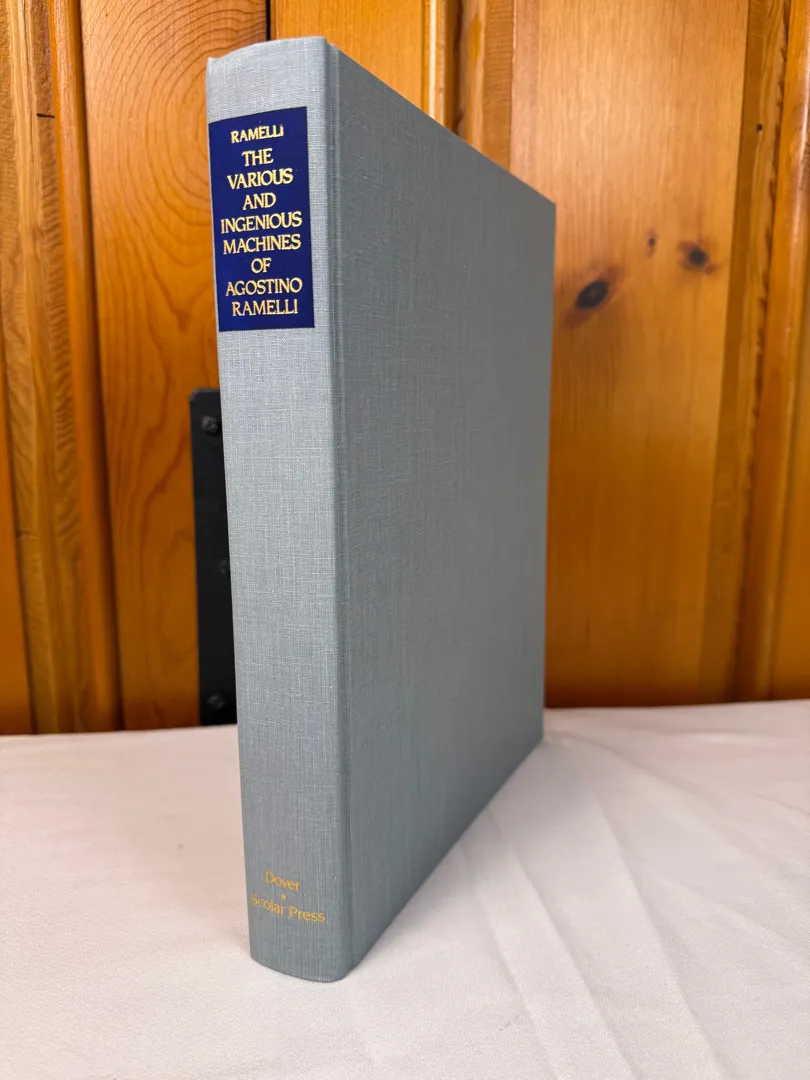 RAMELLI
THE
VARIOUS
AND
INGENIOUS
MACHINES
OF
AGOSTINO
RAMELLI
Dover
Scolar Press